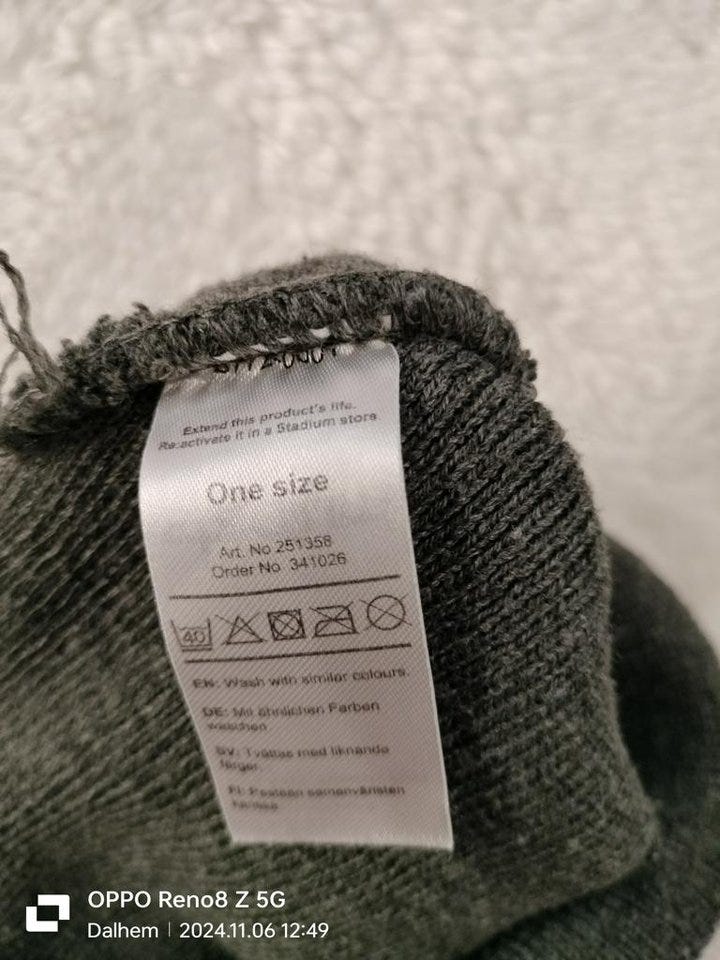 Extend this product's life.
Re:activate it in a Stadium store.
One size
Art. No 251358
Order No. 341026
40
EN: Wash with similar colours.
DE: Mit ähnlichen Farben
waschen
SV: Tvättas med liknande
färger.
FI: Pestään samanväristen
kanssa
OPPO Reno8 Z 5G
Dalhem | 2024.11.06 12:49